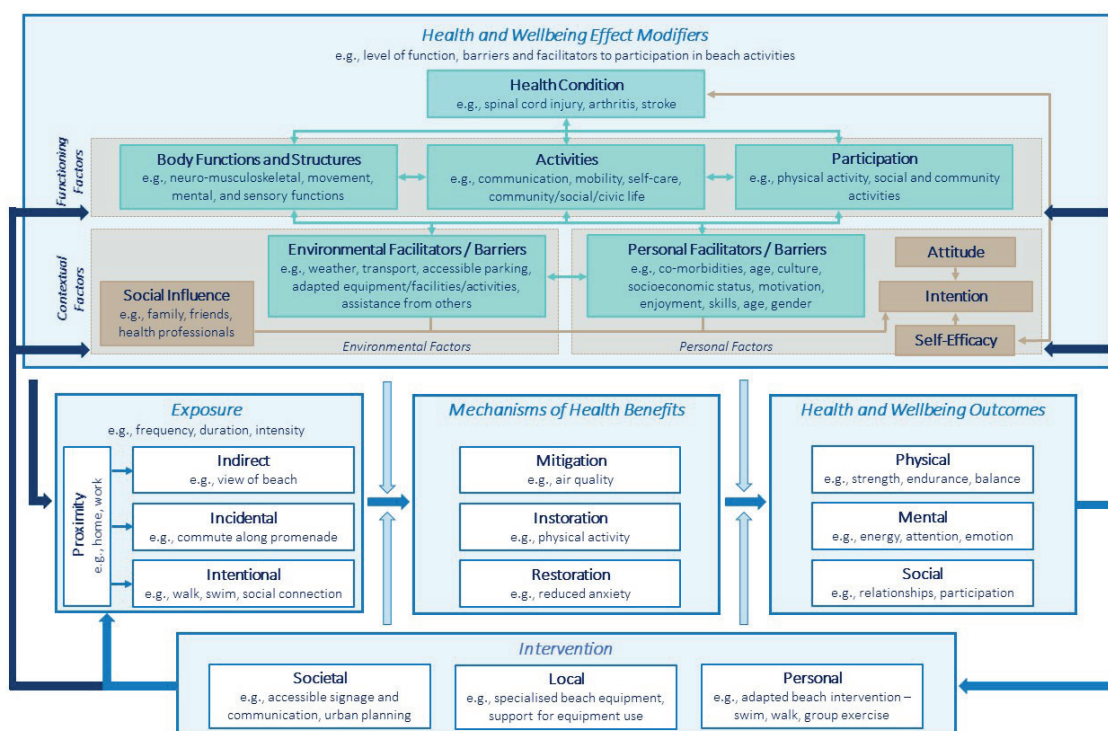 Health and Wellbeing Effect Modifiers
e.g., level of function, barriers and facilitators to participation in beach activities
Health Condition
e.g., spinal cord injury, arthritis, stroke
Functioning
Factors
Body Functions and Structures
e.g., neuro-musculoskeletal, movement,
mental, and sensory functions
Activities
e.g., communication, mobility, self-care,
community/social/civic life
Participation
e.g., physical activity, social and community
activities
Contextual
Factors
Social Influence
e.g., family, friends,
health professionals
Environmental Facilitators / Barriers
e.g., weather, transport, accessible parking,
adapted equipment/facilities/activities,
assistance from others
Personal Facilitators / Barriers
e.g., co-morbidities, age, culture,
socioeconomic status, motivation,
enjoyment, skills, age, gender
Attitude
Intention
Self-Efficacy
Environmental Factors
Personal Factors
Exposure
e.g., frequency, duration, intensity
Proximity
e.g., home, work
Indirect
e.g., view of beach
Incidental
e.g., commute along promenade
Intentional
e.g., walk, swim, social connection
Mechanisms of Health Benefits
Mitigation
e.g., air quality
Instoration
e.g., physical activity
Restoration
e.g., reduced anxiety
Health and Wellbeing Outcomes
Physical
e.g., strength, endurance, balance
Mental
e.g., energy, attention, emotion
Social
e.g., relationships, participation
Intervention
Societal
e.g., accessible signage and
communication, urban planning
Local
e.g., specialised beach equipment,
support for equipment use
Personal
e.g., adapted beach intervention –
swim, walk, group exercise